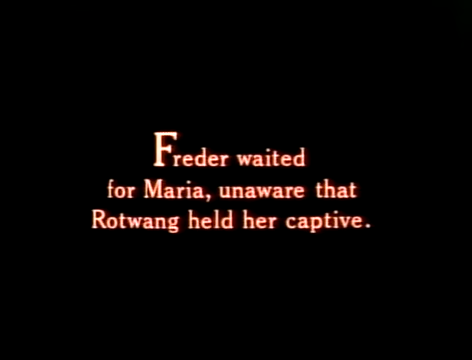 Freder waited
for Maria, unaware that
Rotwang held her captive.